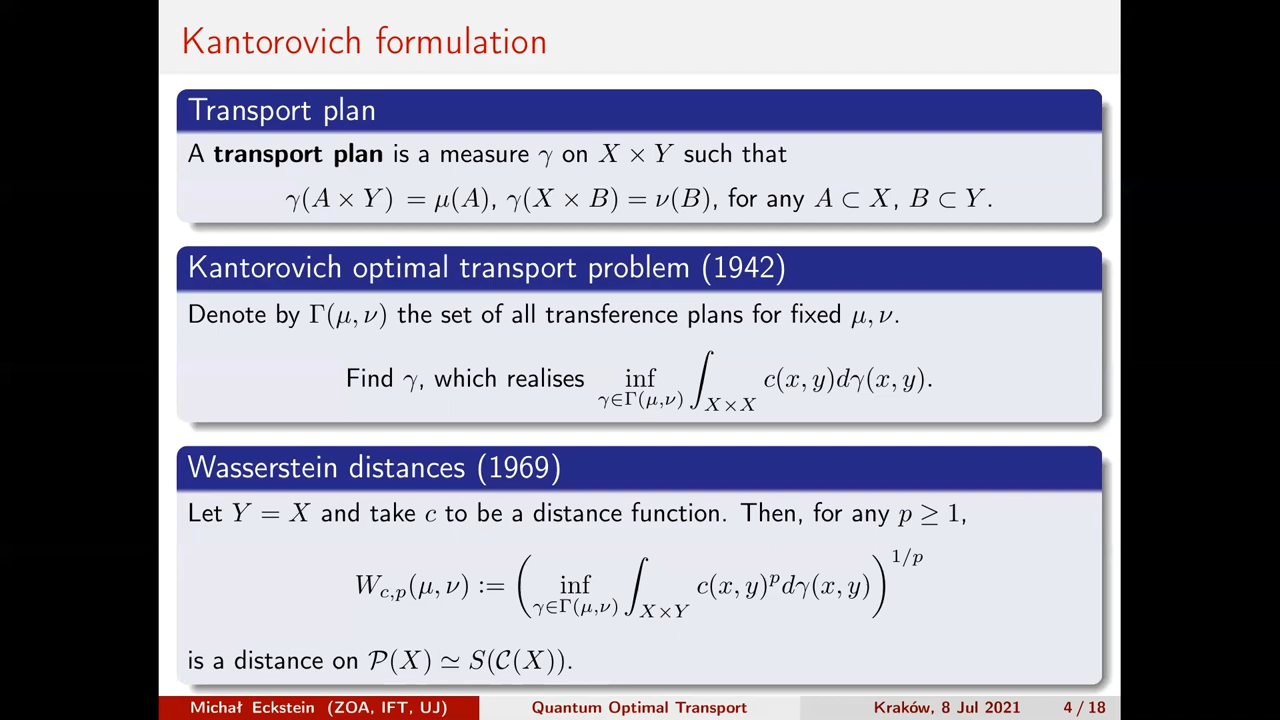 Kantorovich formulation
Transport plan
A transport plan is a measure γ on X × Y such that
γ(A × Y) = μ(A), γ(X × B) = ν(B), for any A ⊂ X, B ⊂ Y.
Kantorovich optimal transport problem (1942)
Denote by Γ(μ, ν) the set of all transference plans for fixed μ, ν.
Find γ, which realises inf_{γ∈Γ(μ,ν)} ∫_{X×X} c(x, y)dγ(x, y).
Wasserstein distances (1969)
Let Y = X and take c to be a distance function. Then, for any p ≥ 1,
W_{c,p}(μ, ν) := ( inf_{γ∈Γ(μ,ν)} ∫_{X×Y} c(x, y)^p dγ(x, y) )^{1/p}
is a distance on 𝒫(X) ≃ S(𝒞(X)).
Michał Eckstein (ZOA, IFT, UJ) Quantum Optimal Transport Kraków, 8 Jul 2021 4 / 18